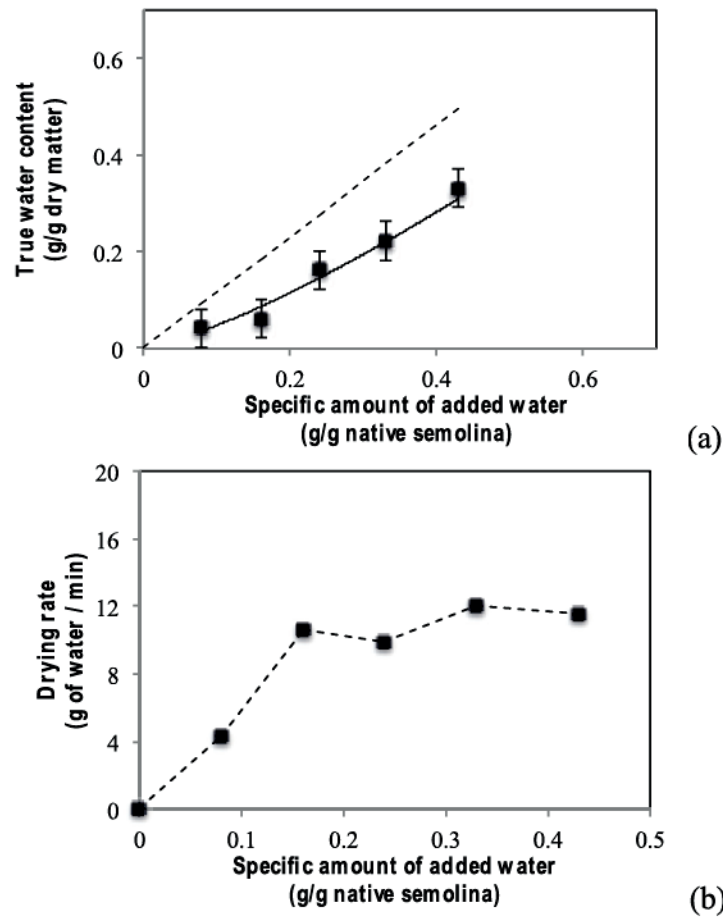 True water content
(g/g dry matter)
0.6
0.4
0.2
0
0
0.2
0.4
0.6
Specific amount of added water
(g/g native semolina)
(a)
Drying rate
(g of water / min)
20
16
12
8
4
0
0
0.1
0.2
0.3
0.4
0.5
Specific amount of added water
(g/g native semolina)
(b)